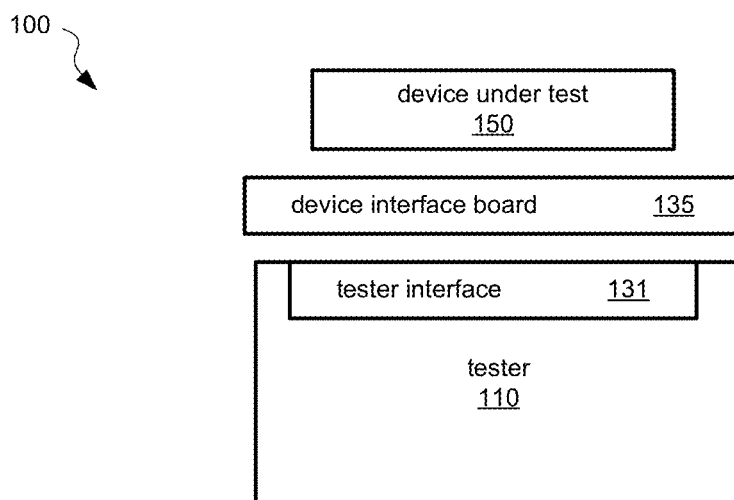 100
device under test
150
device interface board 135
tester interface 131
tester
110